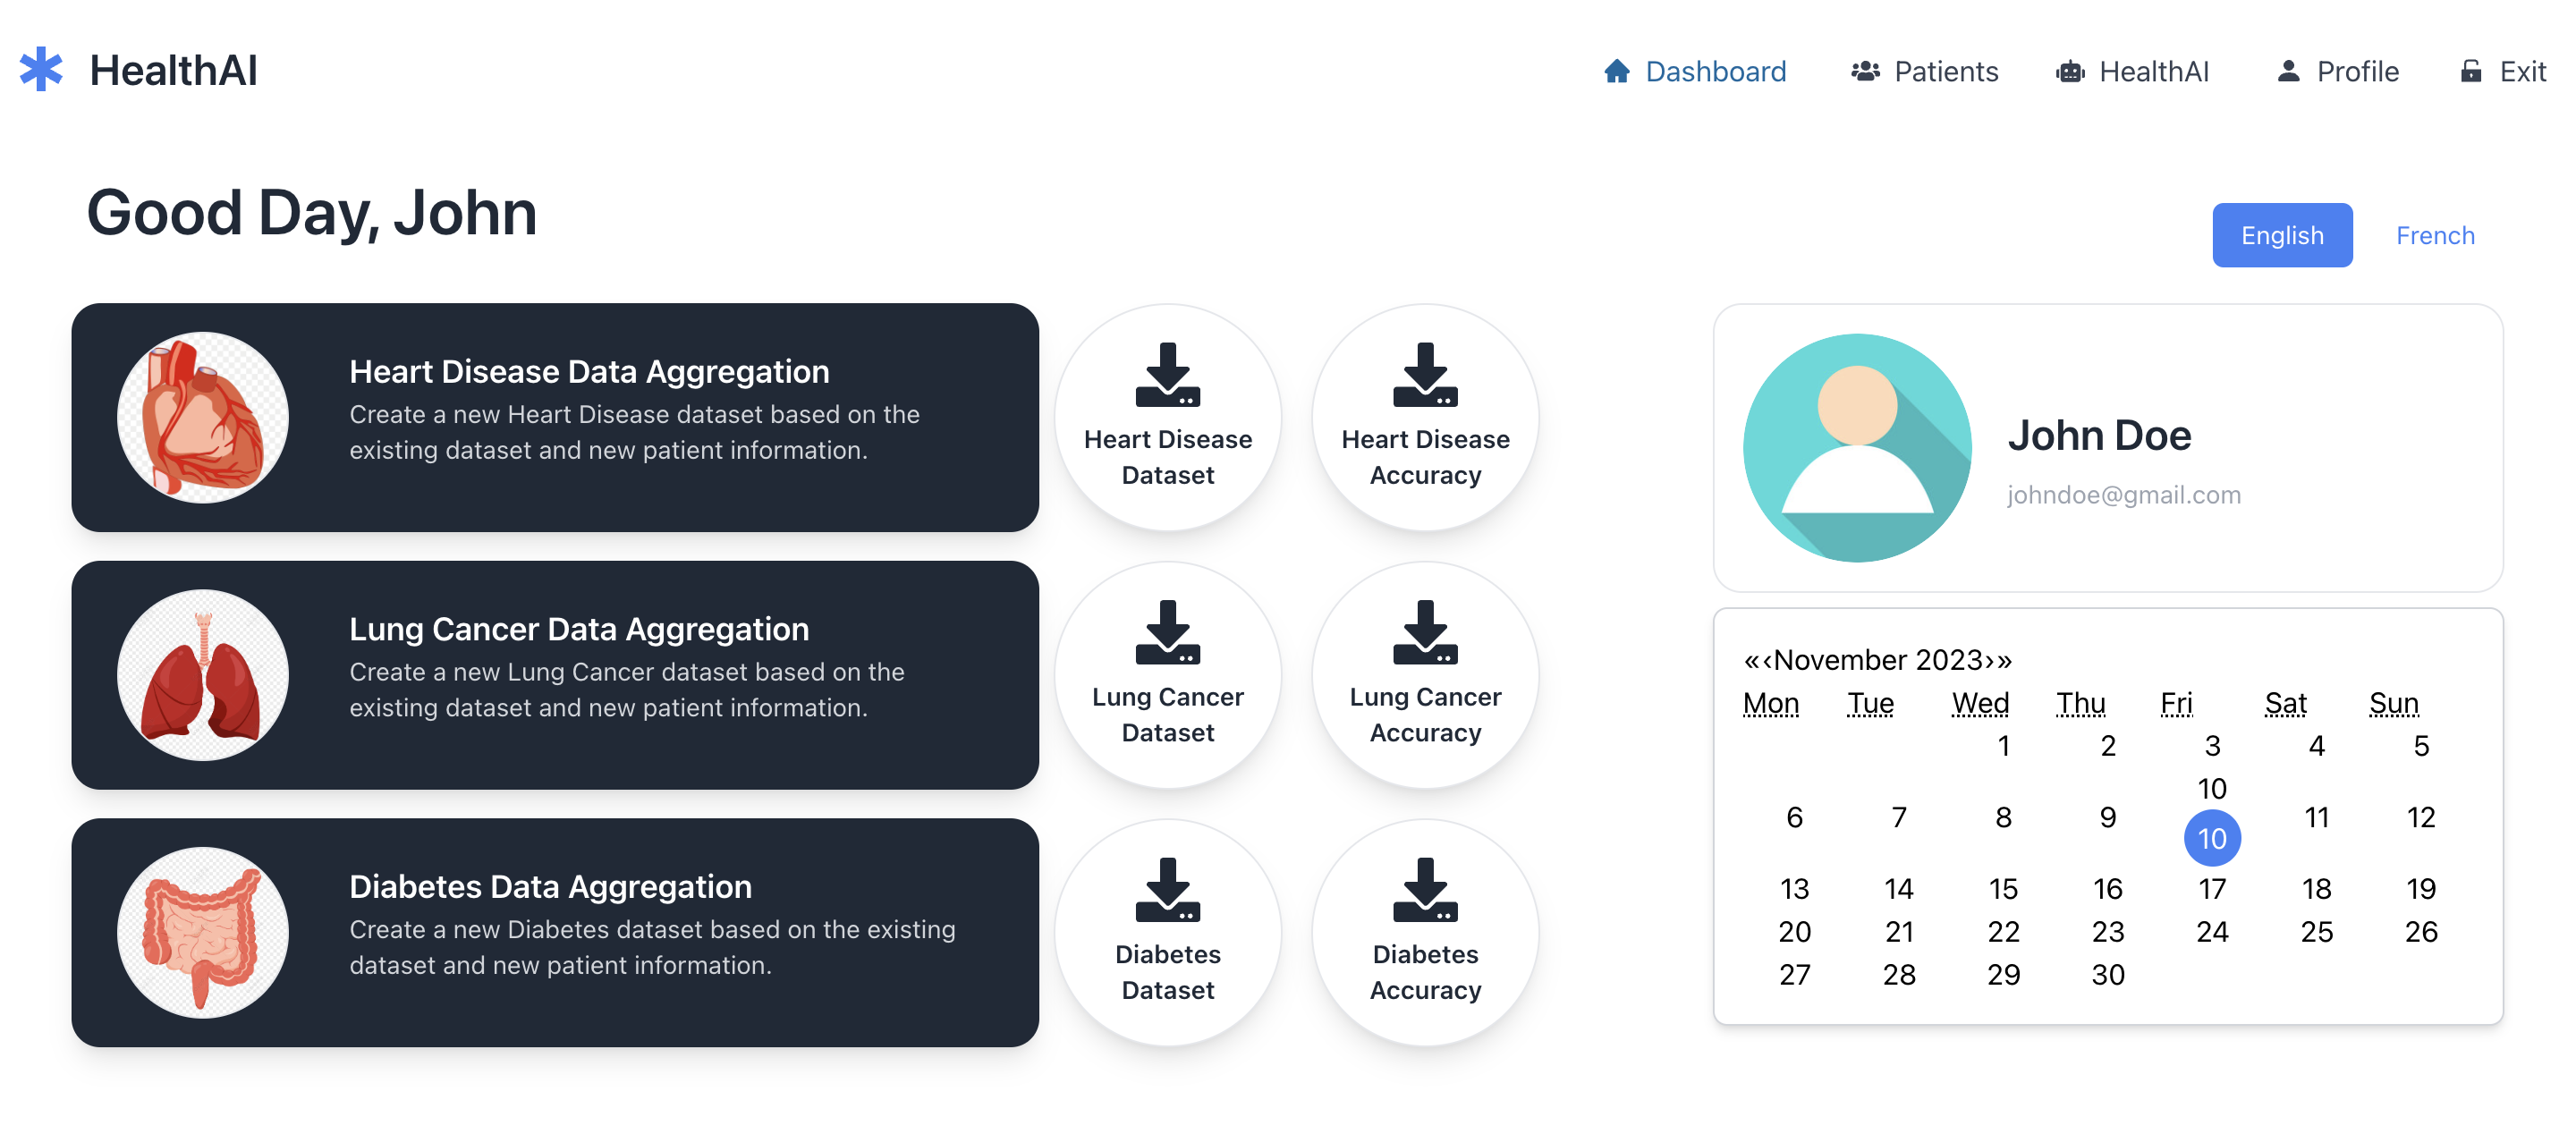 HealthAI
Dashboard
Patients
HealthAI
Profile
Exit
Good Day, John
English
French
Heart Disease Data Aggregation
Create a new Heart Disease dataset based on the
existing dataset and new patient information.
Heart Disease
Dataset
Heart Disease
Accuracy
Lung Cancer Data Aggregation
Create a new Lung Cancer dataset based on the
existing dataset and new patient information.
Lung Cancer
Dataset
Lung Cancer
Accuracy
Diabetes Data Aggregation
Create a new Diabetes dataset based on the existing
dataset and new patient information.
Diabetes
Dataset
Diabetes
Accuracy
John Doe
johndoe@gmail.com
«‹November 2023›»
Mon Tue Wed Thu Fri Sat Sun
1 2 3 4 5
10
6 7 8 9 11 12
10
13 14 15 16 17 18 19
20 21 22 23 24 25 26
27 28 29 30